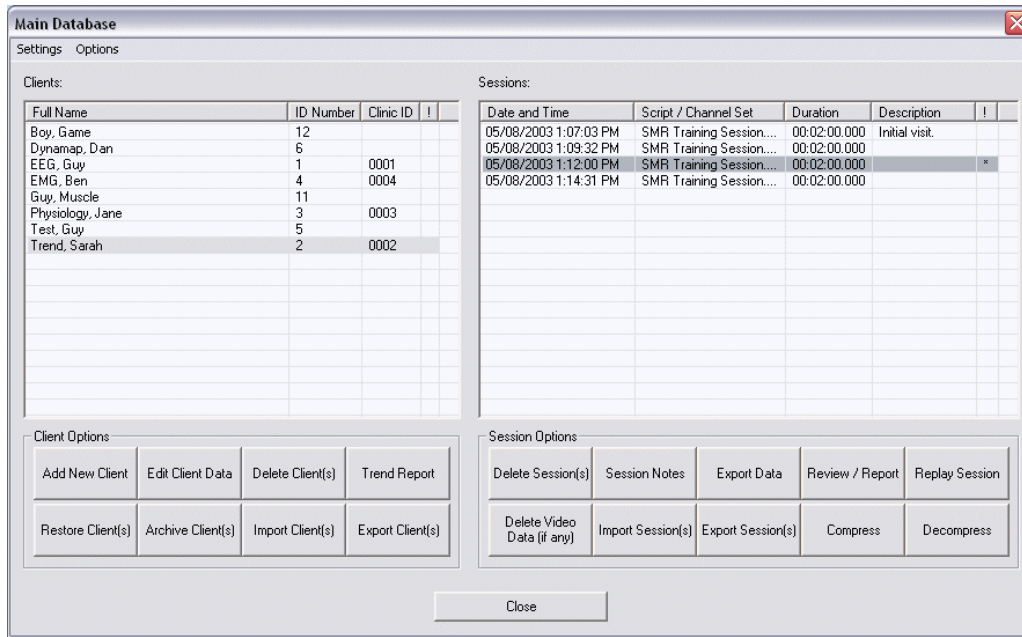 Main Database
Settings Options
Clients:
Full Name ID Number Clinic ID !
Boy, Game 12
Dynamap, Dan 6
EEG, Guy 1 0001
EMG, Ben 4 0004
Guy, Muscle 11
Physiology, Jane 3 0003
Test, Guy 5
Trend, Sarah 2 0002
Sessions:
Date and Time Script / Channel Set Duration Description !
05/08/2003 1:07:03 PM SMR Training Session.... 00:02:00.000 Initial visit.
05/08/2003 1:09:32 PM SMR Training Session.... 00:02:00.000
05/08/2003 1:12:00 PM SMR Training Session.... 00:02:00.000 *
05/08/2003 1:14:31 PM SMR Training Session.... 00:02:00.000
Client Options
Add New Client Edit Client Data Delete Client(s) Trend Report
Restore Client(s) Archive Client(s) Import Client(s) Export Client(s)
Session Options
Delete Session(s) Session Notes Export Data Review / Report Replay Session
Delete Video
Data (if any) Import Session(s) Export Session(s) Compress Decompress
Close